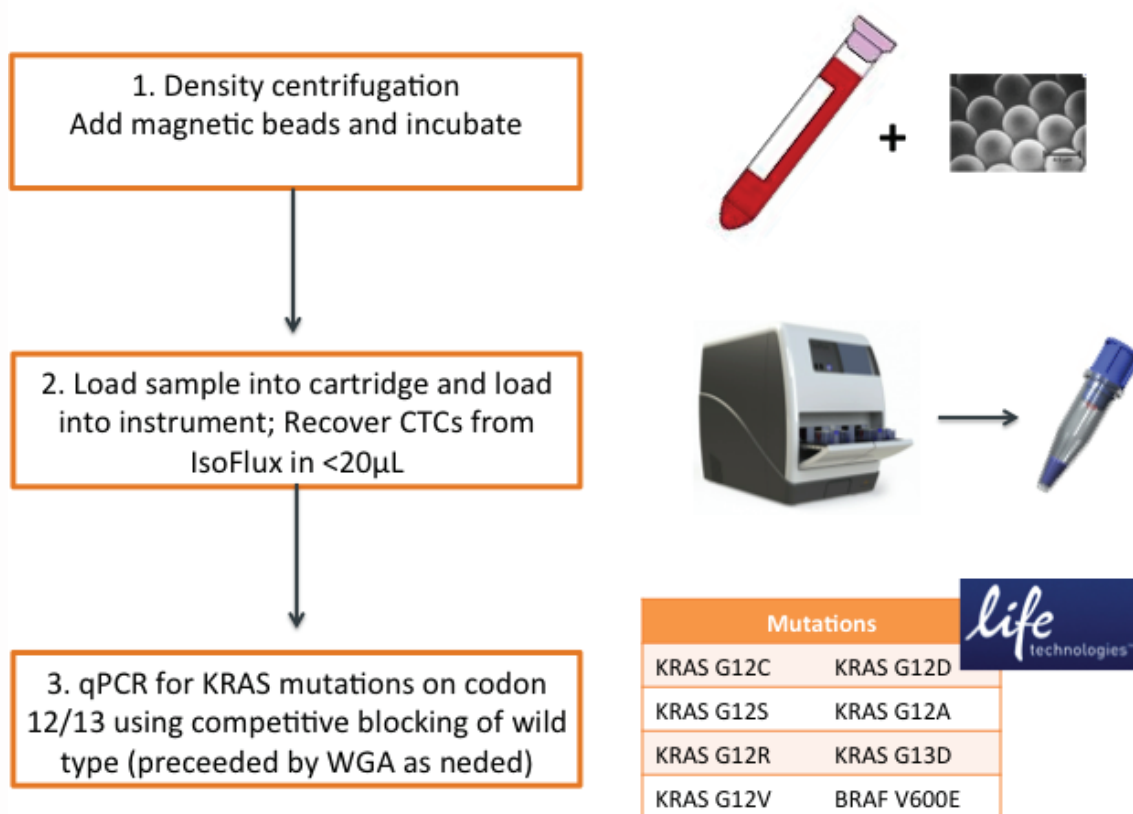 1. Density centrifugation
Add magnetic beads and incubate
+
2. Load sample into cartridge and load
into instrument; Recover CTCs from
IsoFlux in <20µL
3. qPCR for KRAS mutations on codon
12/13 using competitive blocking of wild
type (preceeded by WGA as neded)
Mutations
life
technologies™
KRAS G12C KRAS G12D
KRAS G12S KRAS G12A
KRAS G12R KRAS G13D
KRAS G12V BRAF V600E